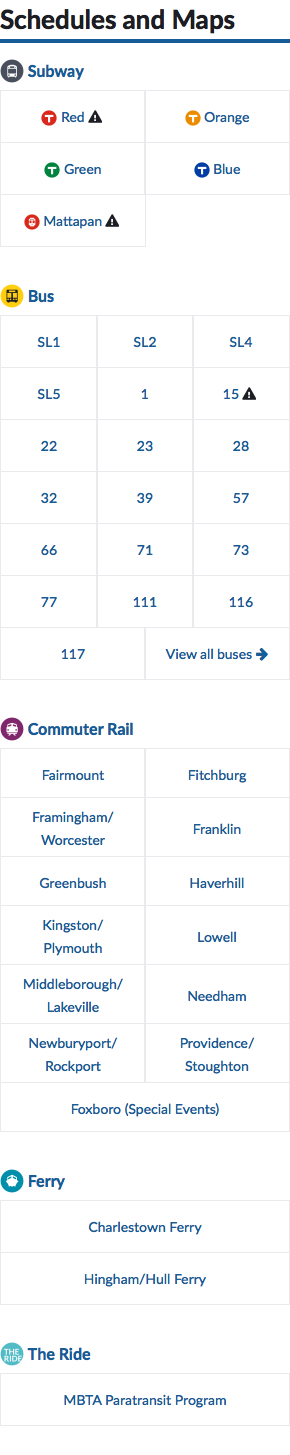 Schedules and Maps
Subway
T Red
T Orange
T Green
T Blue
Mattapan
Bus
SL1
SL2
SL4
SL5
1
15
22
23
28
32
39
57
66
71
73
77
111
116
117
View all buses
Commuter Rail
Fairmount
Fitchburg
Framingham/
Worcester
Franklin
Greenbush
Haverhill
Kingston/
Plymouth
Lowell
Middleborough/
Lakeville
Needham
Newburyport/
Rockport
Providence/
Stoughton
Foxboro (Special Events)
Ferry
Charlestown Ferry
Hingham/Hull Ferry
THE
RIDE
The Ride
MBTA Paratransit Program